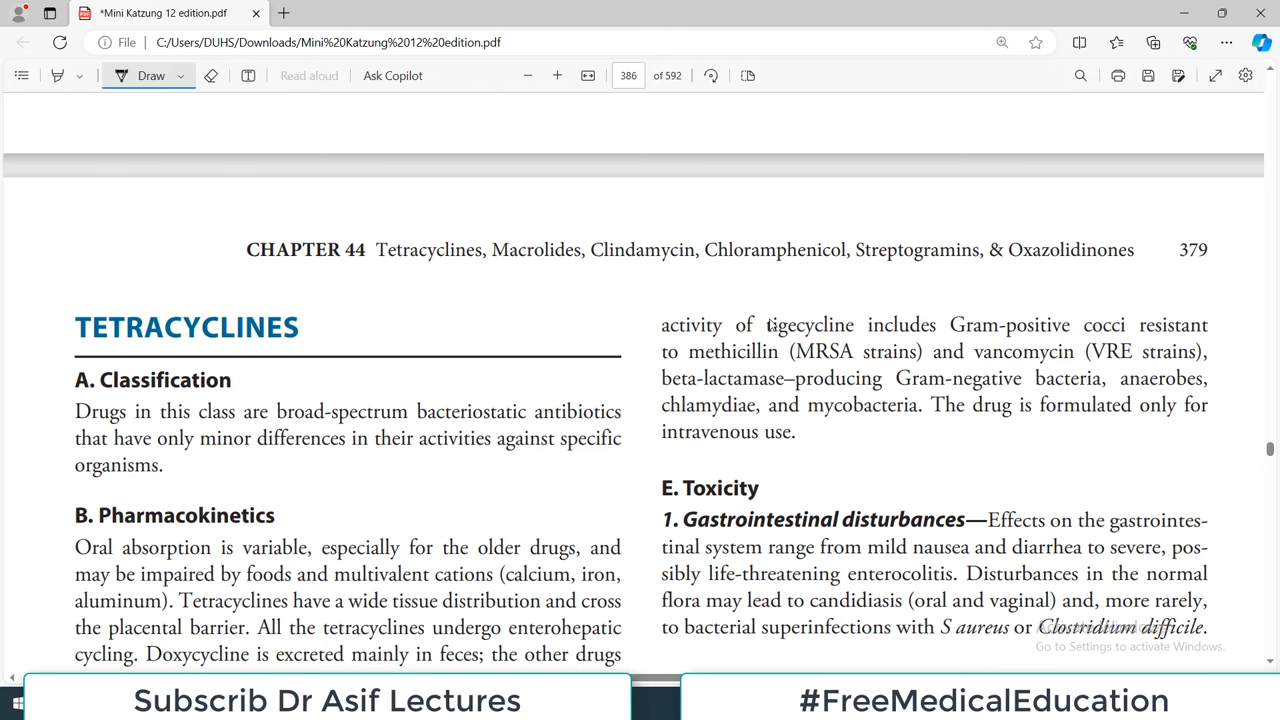 *Mini Katzung 12 edition.pdf
File C:/Users/DUHS/Downloads/Mini%20Katzung%2012%20edition.pdf
Draw Read aloud Ask Copilot 386 of 592
CHAPTER 44 Tetracyclines, Macrolides, Clindamycin, Chloramphenicol, Streptogramins, & Oxazolidinones 379
TETRACYCLINES
A. Classification
Drugs in this class are broad-spectrum bacteriostatic antibiotics
that have only minor differences in their activities against specific
organisms.
B. Pharmacokinetics
Oral absorption is variable, especially for the older drugs, and
may be impaired by foods and multivalent cations (calcium, iron,
aluminum). Tetracyclines have a wide tissue distribution and cross
the placental barrier. All the tetracyclines undergo enterohepatic
cycling. Doxycycline is excreted mainly in feces; the other drugs
activity of tigecycline includes Gram-positive cocci resistant
to methicillin (MRSA strains) and vancomycin (VRE strains),
beta-lactamase–producing Gram-negative bacteria, anaerobes,
chlamydiae, and mycobacteria. The drug is formulated only for
intravenous use.
E. Toxicity
1. Gastrointestinal disturbances—Effects on the gastrointes-
tinal system range from mild nausea and diarrhea to severe, pos-
sibly life-threatening enterocolitis. Disturbances in the normal
flora may lead to candidiasis (oral and vaginal) and, more rarely,
to bacterial superinfections with S aureus or Clostridium difficile.
Activate Windows
Go to Settings to activate Windows.
Subscrib Dr Asif Lectures
#FreeMedicalEducation